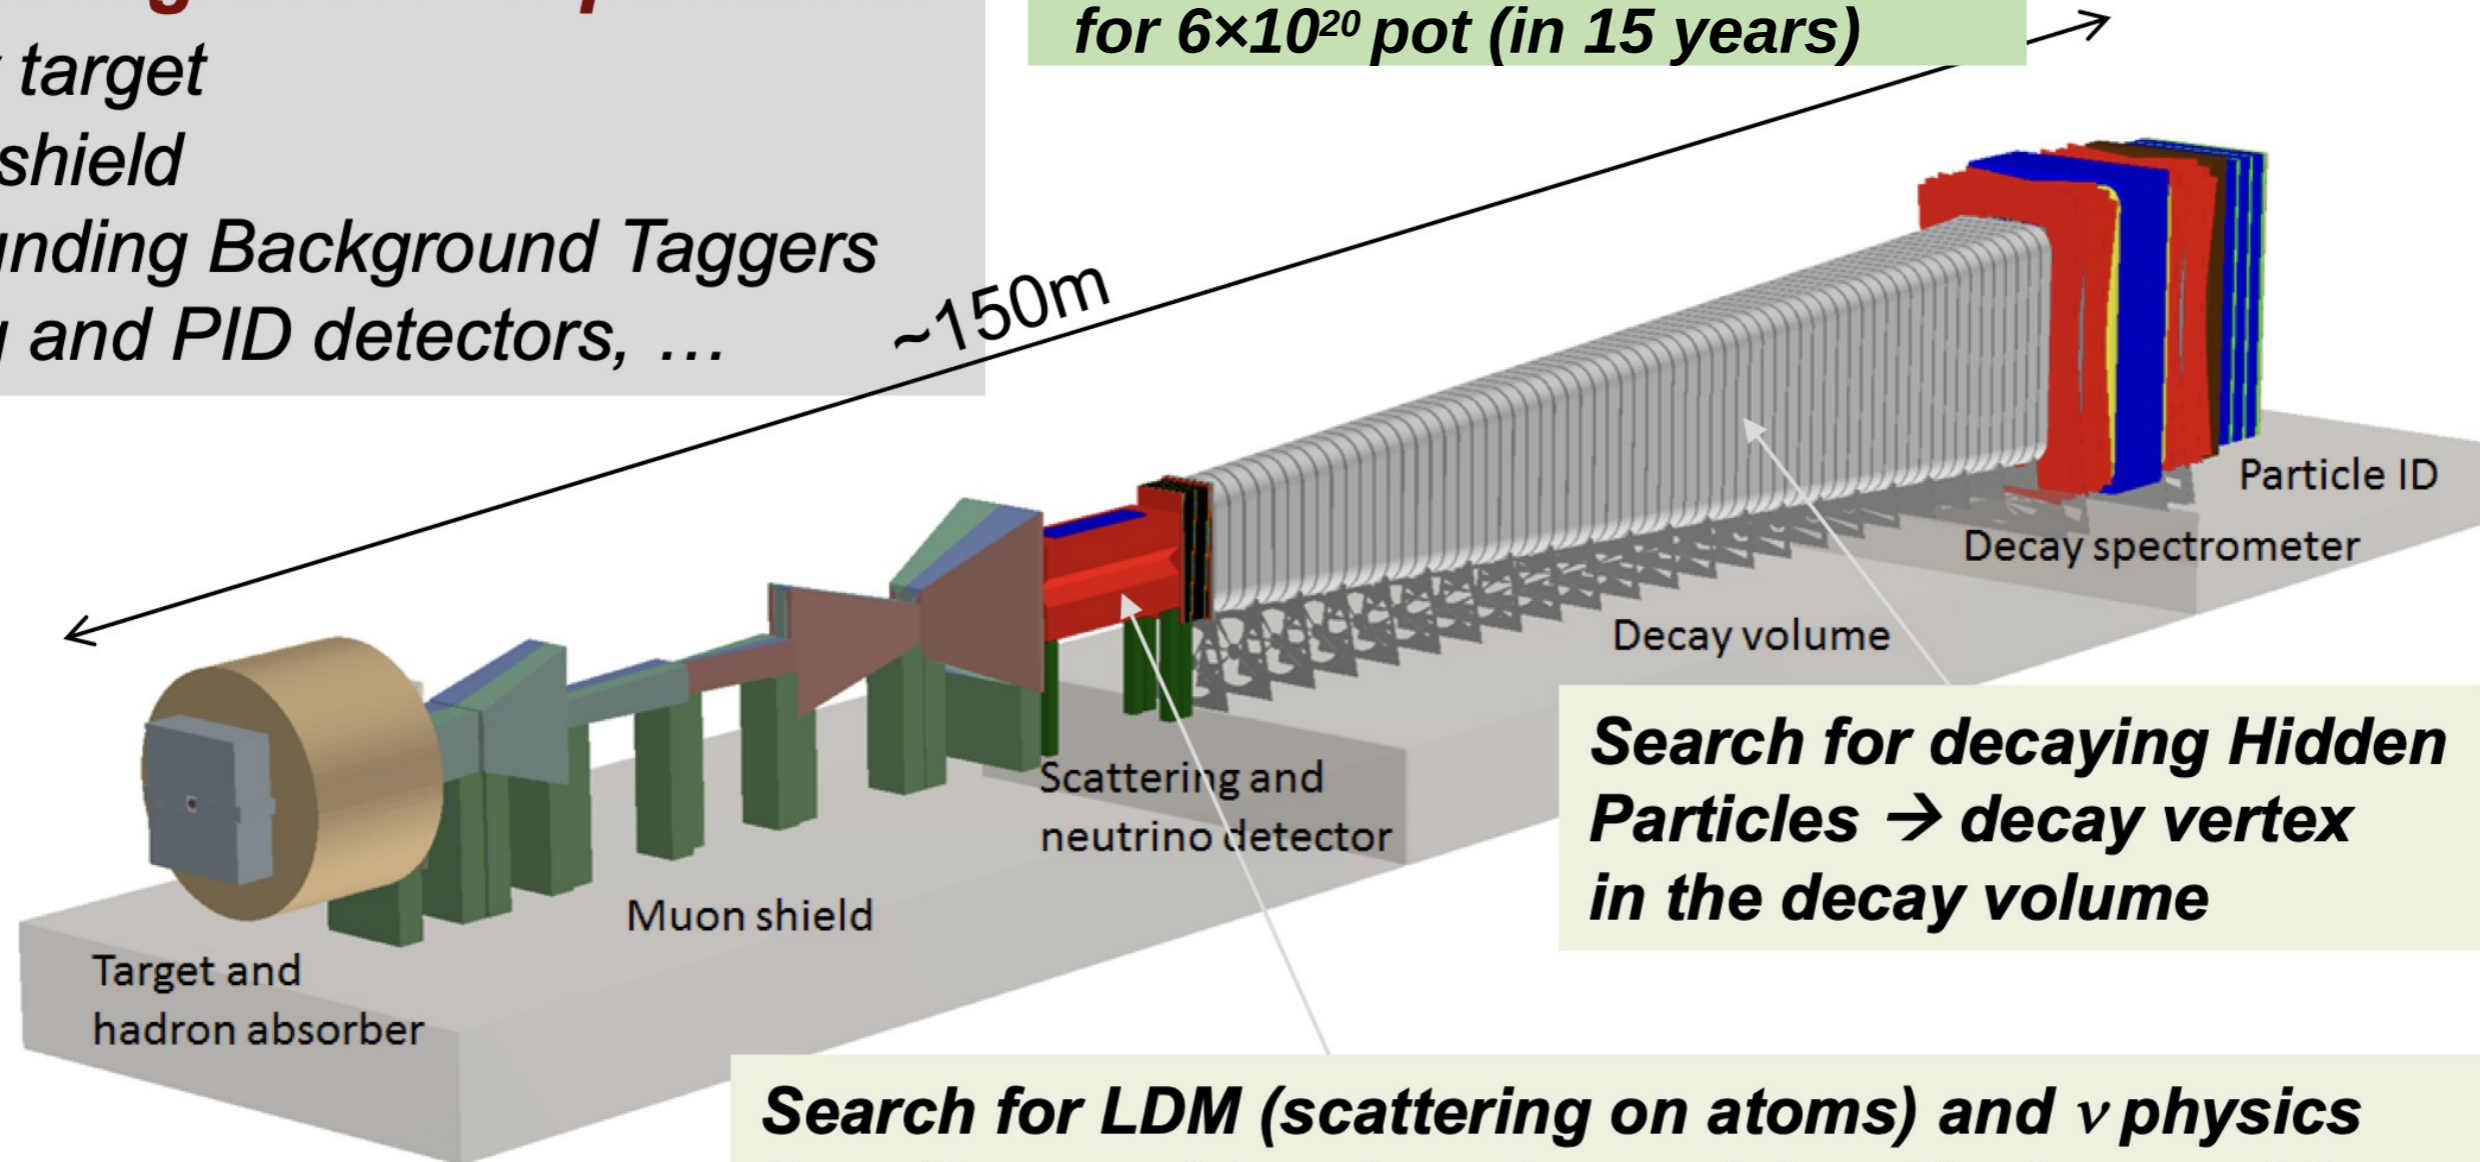 target
shield
nding Background Taggers
and PID detectors, …
for 6×10²⁰ pot (in 15 years)
~150m
Particle ID
Decay spectrometer
Decay volume
Search for decaying Hidden
Particles → decay vertex
in the decay volume
Scattering and
neutrino detector
Muon shield
Target and
hadron absorber
Search for LDM (scattering on atoms) and ν physics